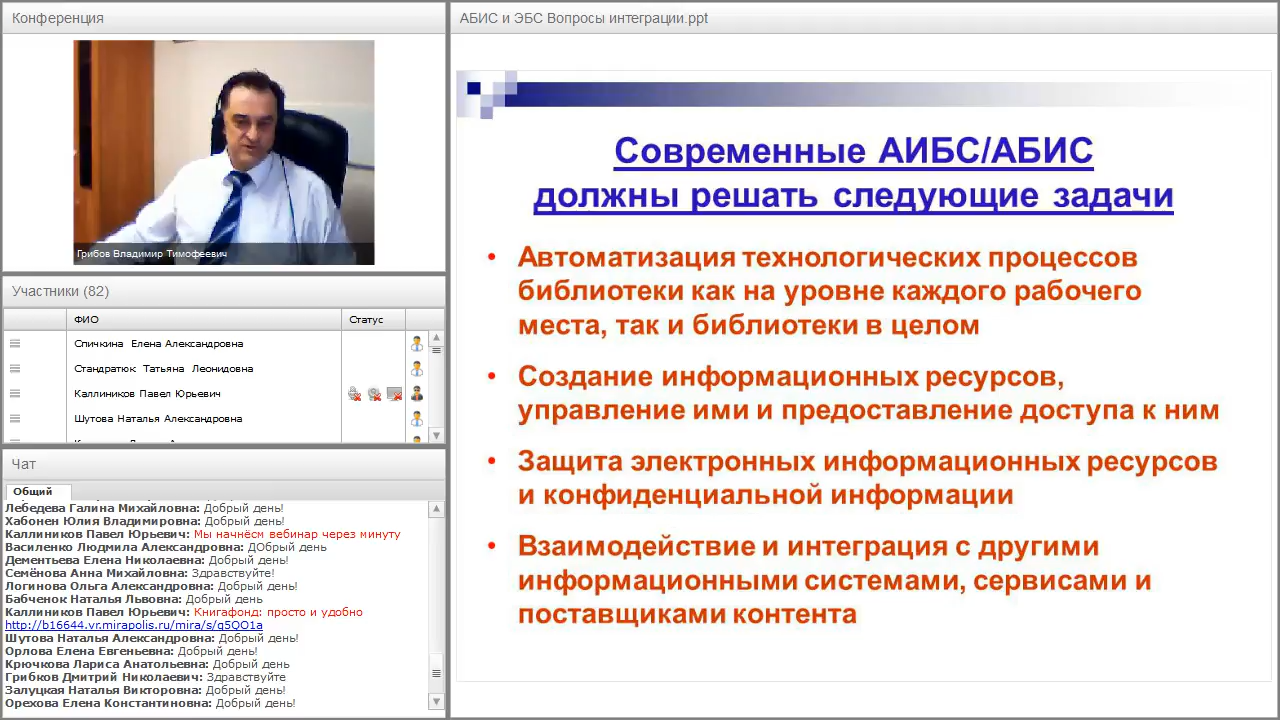 Конференция
Грибов Владимир Тимофеевич
Участники (82)
ФИО
Статус
Спичкина Елена Александровна
Стандратюк Татьяна Леонидовна
Каллиников Павел Юрьевич
Шутова Наталья Александровна
Чат
Общий
Лебедева Галина Михайловна: Добрый день!
Хабонен Юлия Владимировна: Добрый день!
Каллиников Павел Юрьевич: Мы начнём вебинар через минуту
Василенко Людмила Александровна: ДОбрый день
Дементьева Елена Николаевна: Добрый день!
Семёнова Анна Михайловна: Здравствуйте!
Логинова Ольга Александровна: Добрый день!
Бабченок Наталья Львовна: Добрый день
Каллиников Павел Юрьевич: Книгафонд: просто и удобно
http://b16644.vr.mirapolis.ru/mira/s/q5QO1a
Шутова Наталья Александровна: Добрый день!
Орлова Елена Евгеньевна: Добрый день!
Крючкова Лариса Анатольевна: Добрый день
Грибков Дмитрий Николаевич: Здравствуйте
Залуцкая Наталья Викторовна: Добрый день!
Орехова Елена Константиновна: Добрый день!
АБИС и ЭБС Вопросы интеграции.ppt
Современные АИБС/АБИС
должны решать следующие задачи
• Автоматизация технологических процессов
библиотеки как на уровне каждого рабочего
места, так и библиотеки в целом
• Создание информационных ресурсов,
управление ими и предоставление доступа к ним
• Защита электронных информационных ресурсов
и конфиденциальной информации
• Взаимодействие и интеграция с другими
информационными системами, сервисами и
поставщиками контента